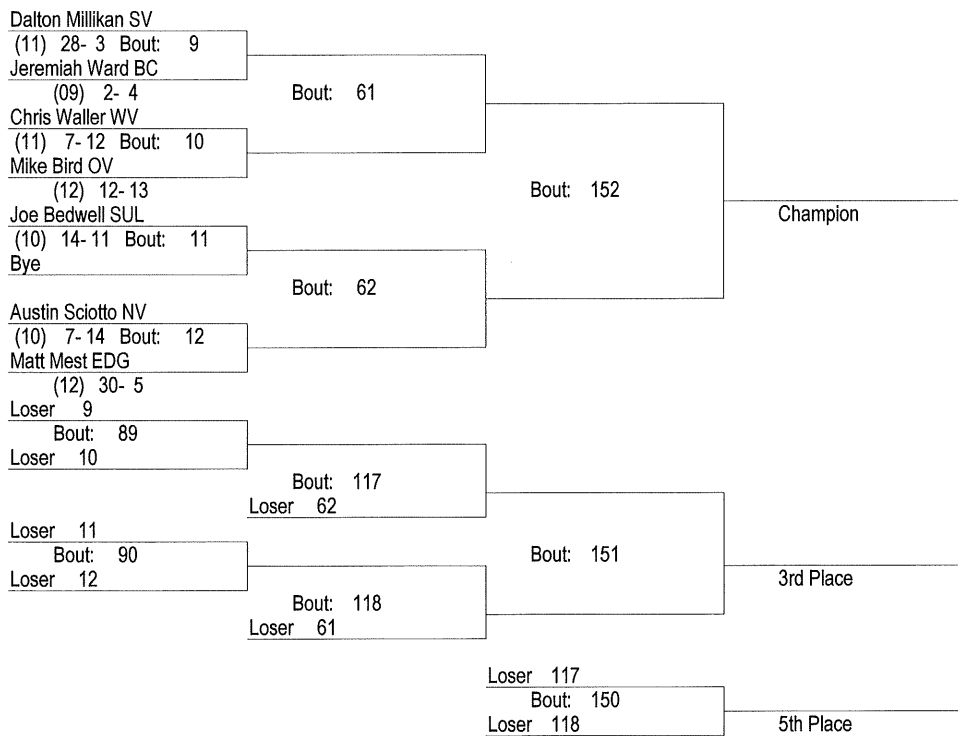 Dalton Millikan SV
(11) 28- 3 Bout: 9
Jeremiah Ward BC
(09) 2- 4
Bout: 61
Chris Waller WV
(11) 7- 12 Bout: 10
Mike Bird OV
(12) 12- 13
Bout: 152
Champion
Joe Bedwell SUL
(10) 14- 11 Bout: 11
Bye
Bout: 62
Austin Sciotto NV
(10) 7- 14 Bout: 12
Matt Mest EDG
(12) 30- 5
Loser 9
Bout: 89
Loser 10
Bout: 117
Loser 62
Loser 11
Bout: 90
Loser 12
Bout: 151
3rd Place
Bout: 118
Loser 61
Loser 117
Bout: 150
Loser 118
5th Place